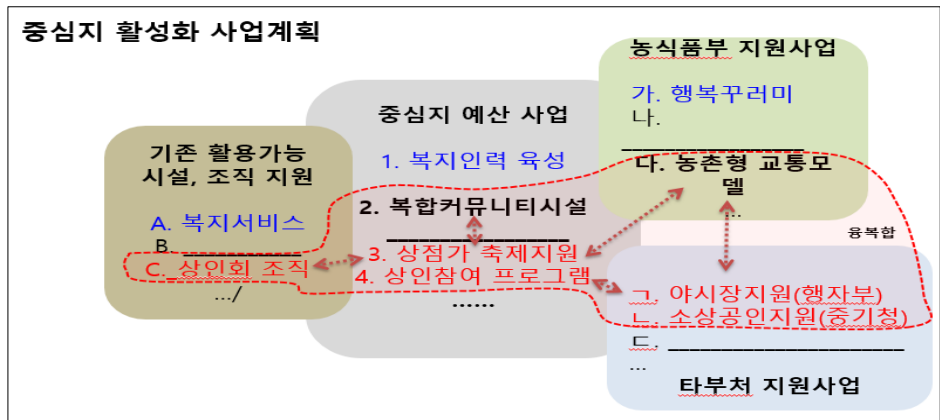 중심지 활성화 사업계획
기존 활용가능
시설, 조직 지원
A. 복지서비스
B. ____________
C. 상인회 조직
.../
중심지 예산 사업
1. 복지인력 육성
2. 복합커뮤니티시설
__________________
3. 상점가 축제지원
4. 상인참여 프로그램
......
농식품부 지원사업
가. 행복꾸러미
나.
__________________
다. 농촌형 교통모
델
...
융복합
ㄱ. 야시장지원(행자부)
ㄴ. 소상공인지원(중기청)
ㄷ. _______________________
...
타부처 지원사업